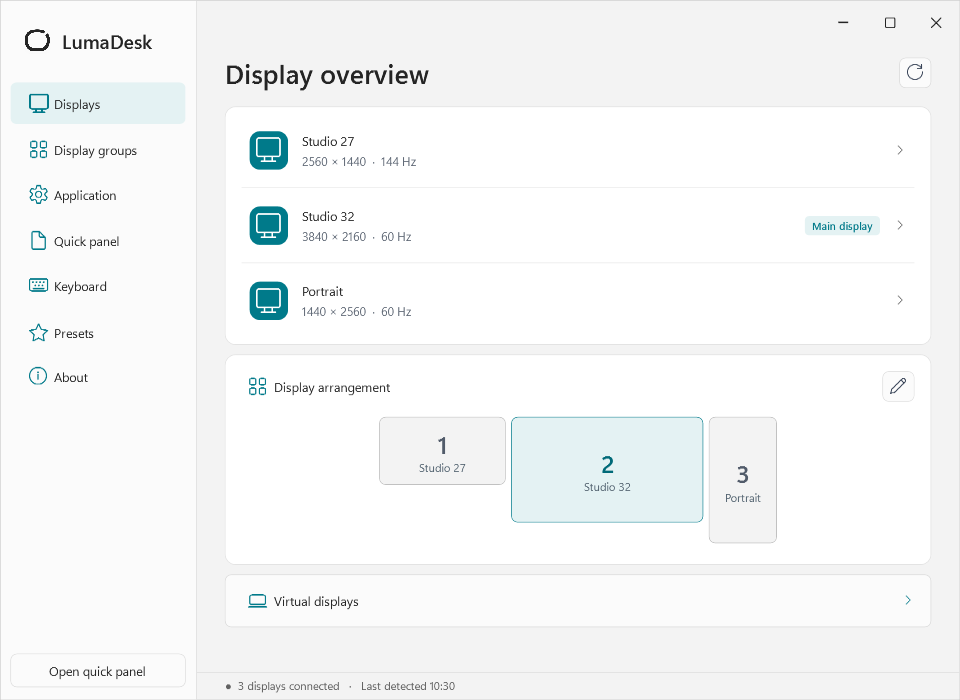 LumaDesk
Displays
Display groups
Application
Quick panel
Keyboard
Presets
About
Open quick panel
Display overview
Studio 27
2560 × 1440 · 144 Hz
Studio 32
3840 × 2160 · 60 Hz
Main display
Portrait
1440 × 2560 · 60 Hz
Display arrangement
1
Studio 27
2
Studio 32
3
Portrait
Virtual displays
3 displays connected · Last detected 10:30